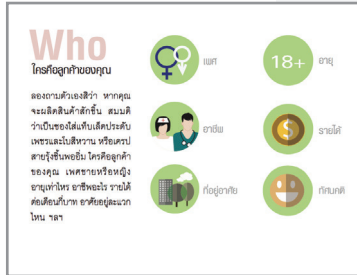 Who
ใครคือลูกค้าของคุณ
ลองถามตัวเองสิว่า หากคุณ
จะผลิตสินค้าสักชิ้น สมมติ
ว่าเป็นของใส่แท็บเล็ตประดับ
เพชรและโบสีหวาน หรือเครป
สายรุ้งชิ้นพออิ่ม ใครคือลูกค้า
ของคุณ เพศชายหรือหญิง
อายุเท่าไหร่ อาชีพอะไร รายได้
ต่อเดือนกี่บาท อาศัยอยู่ละแวก
ไหน ฯลฯ
เพศ
18+ อายุ
อาชีพ
รายได้
ที่อยู่อาศัย
ทัศนคติ